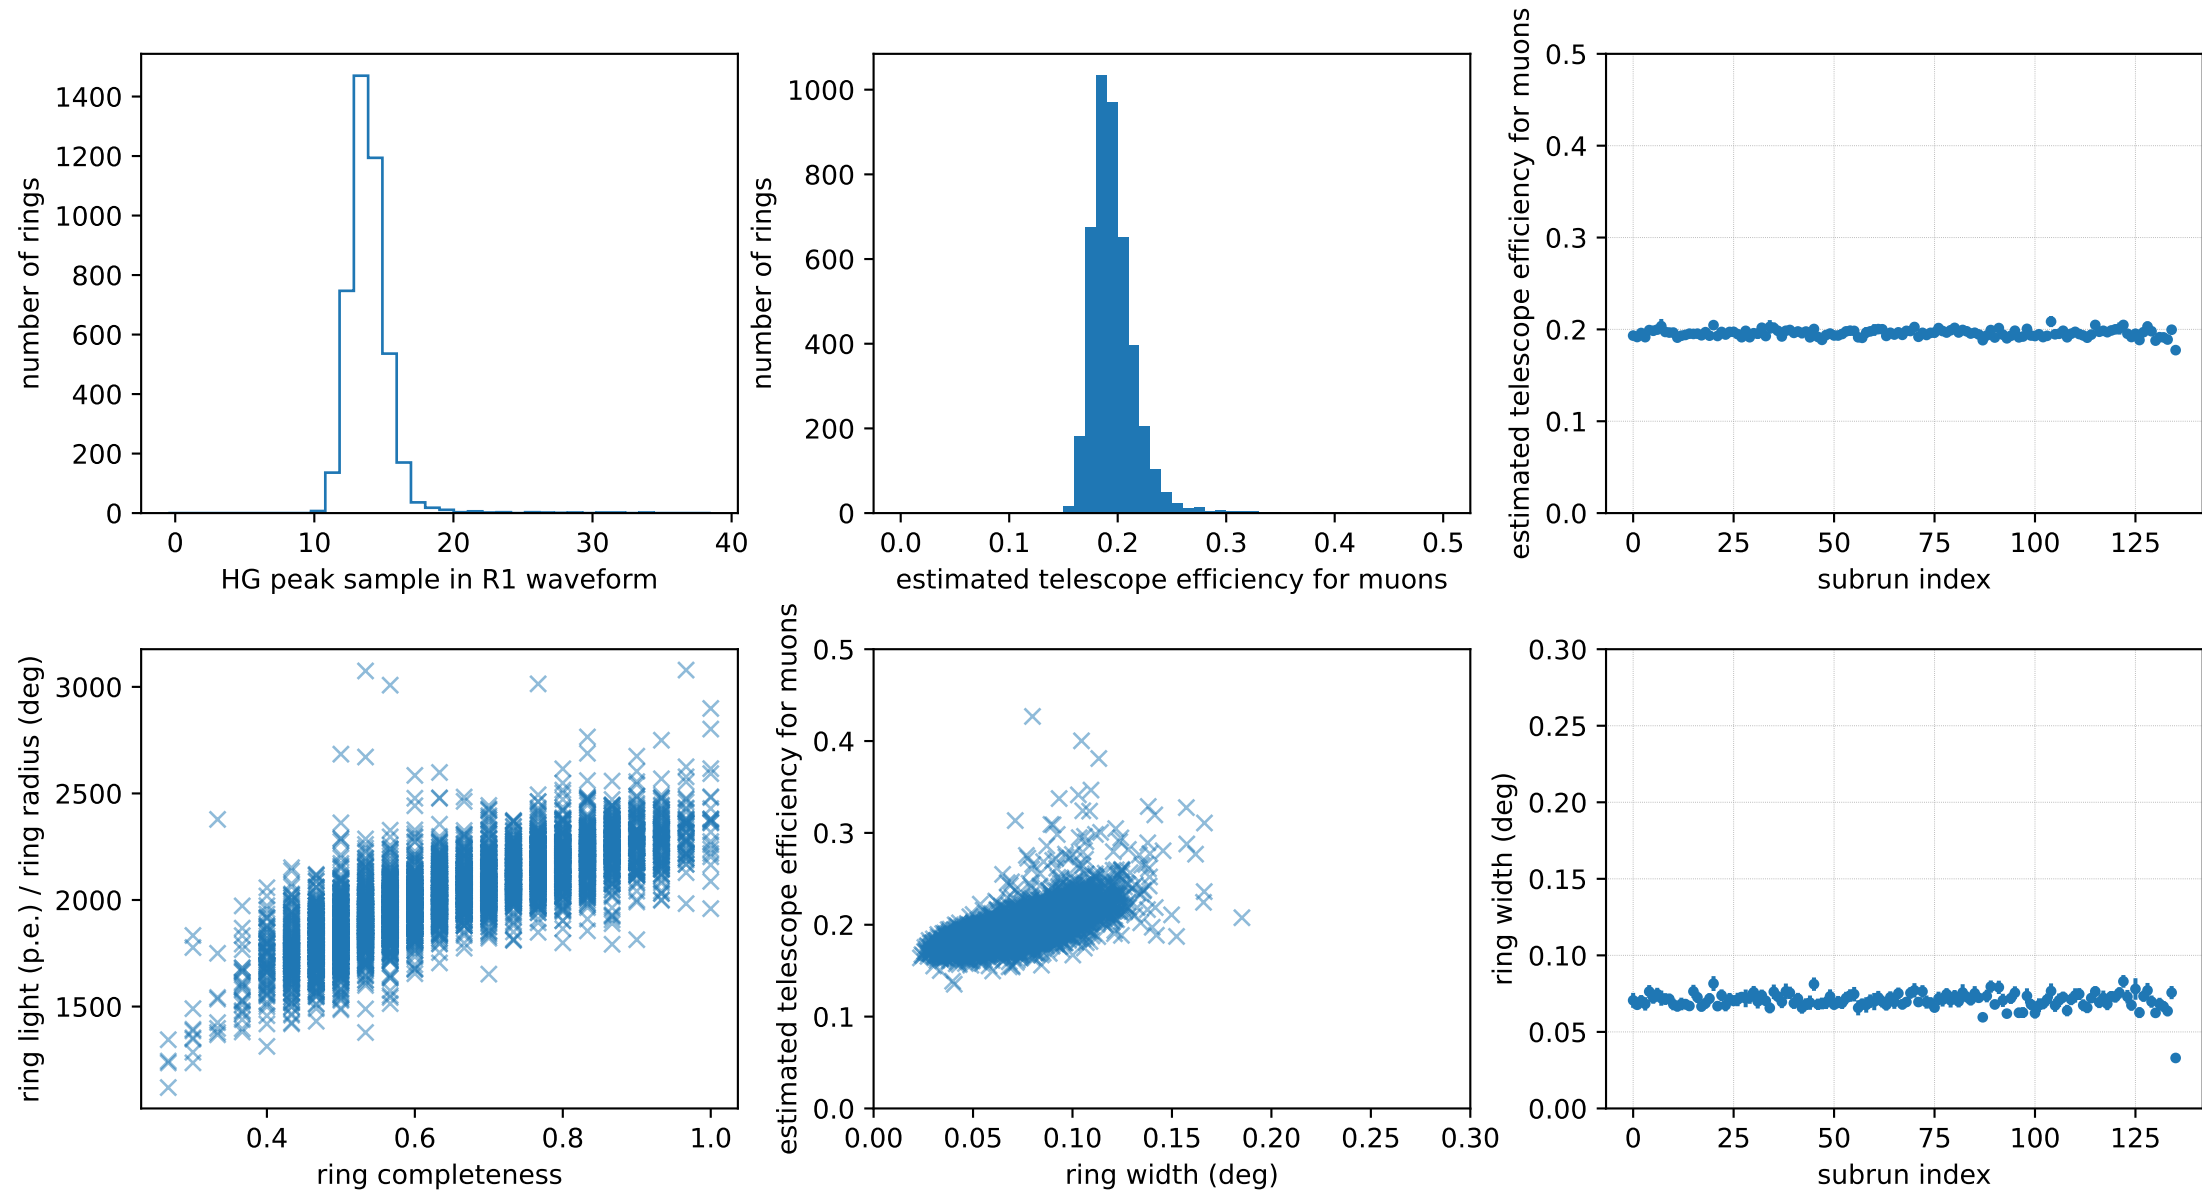 number of rings
1400
1200
1000
800
600
400
200
0
0 10 20 30 40
HG peak sample in R1 waveform
number of rings
1000
800
600
400
200
0
0.0 0.1 0.2 0.3 0.4 0.5
estimated telescope efficiency for muons
estimated telescope efficiency for muons
0.5
0.4
0.3
0.2
0.1
0.0
0 25 50 75 100 125
subrun index
ring light (p.e.) / ring radius (deg)
3000
2500
2000
1500
0.4 0.6 0.8 1.0
ring completeness
estimated telescope efficiency for muons
0.5
0.4
0.3
0.2
0.1
0.0
0.00 0.05 0.10 0.15 0.20 0.25 0.30
ring width (deg)
ring width (deg)
0.30
0.25
0.20
0.15
0.10
0.05
0.00
0 25 50 75 100 125
subrun index